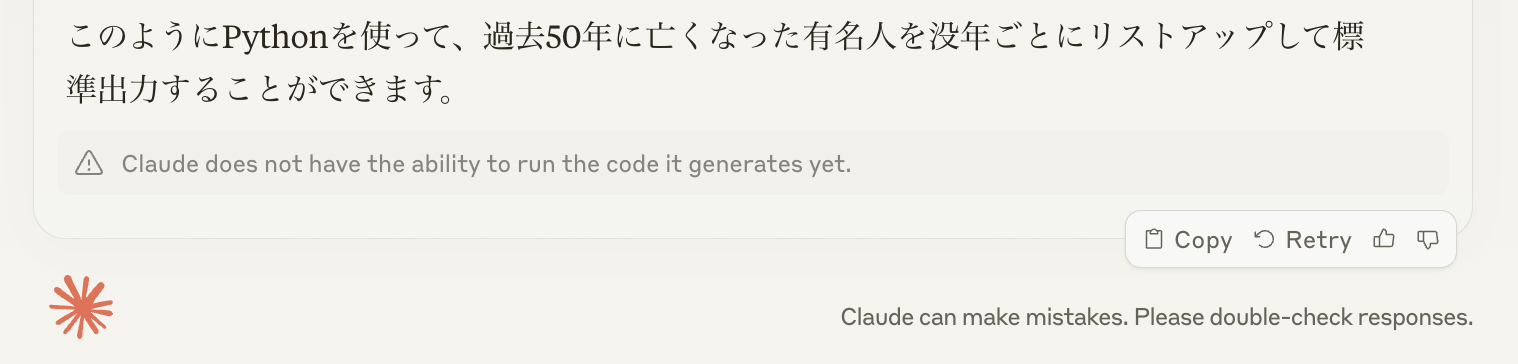 このようにPythonを使って、過去50年に亡くなった有名人を没年ごとにリストアップして標
準出力することができます。
Claude does not have the ability to run the code it generates yet.
Copy Retry
Claude can make mistakes. Please double-check responses.